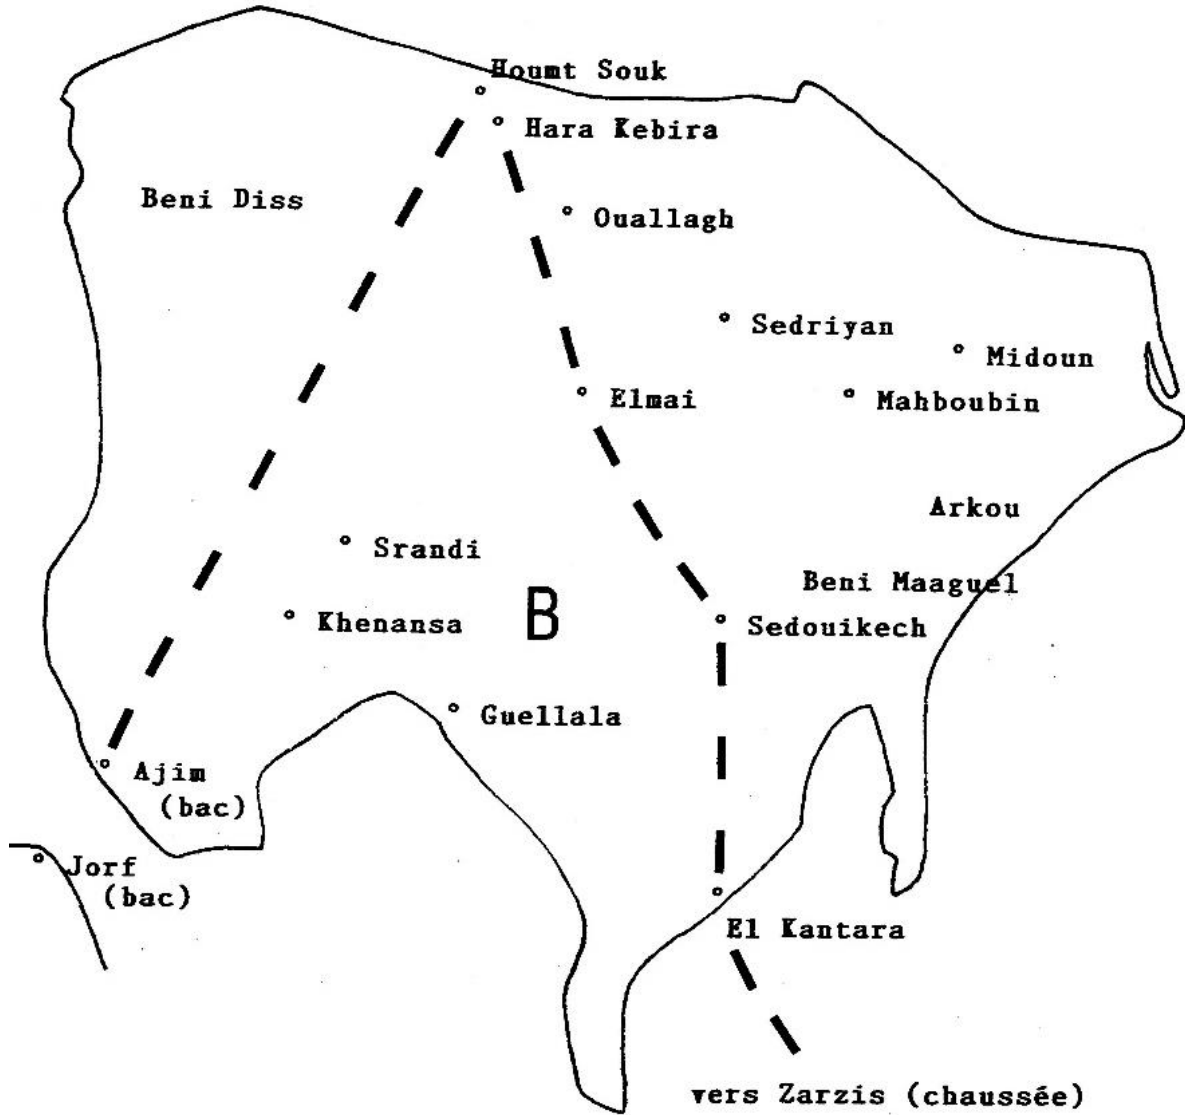 Houmt Souk
Hara Kebira
Beni Diss
Ouallagh
Sedriyan
Midoun
Elmai
Mahboubin
Arkou
Srandi
Beni Maaguel
Khenansa
B
Sedouikech
Guellala
Ajim
(bac)
Jorf
(bac)
El Kantara
vers Zarzis (chaussée)